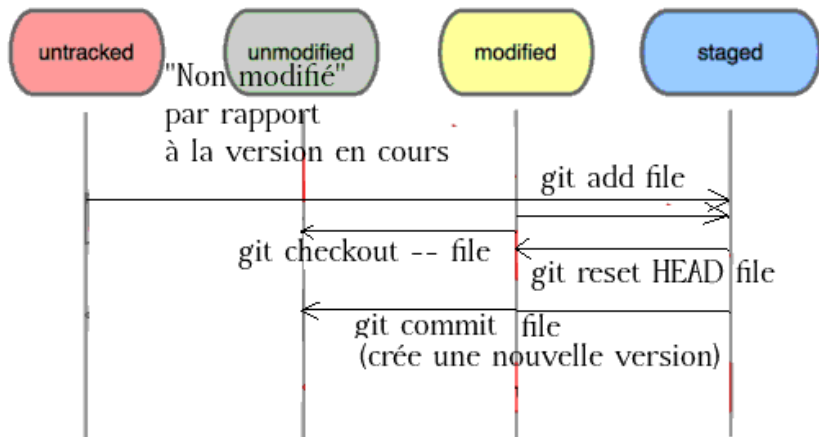 untracked
unmodified
modified
staged
"Non modifié"
par rapport
à la version en cours
git add file
git checkout -- file
git reset HEAD file
git commit file
(crée une nouvelle version)